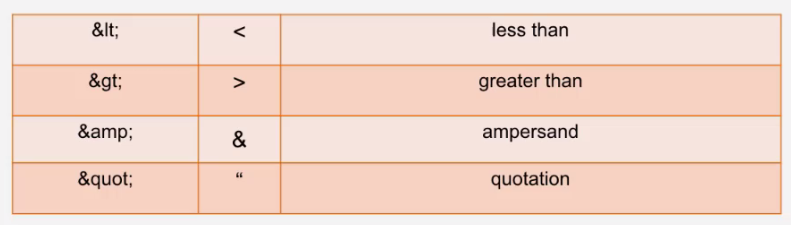 &lt; < less than
&gt; > greater than
&amp; & ampersand
&quot; “ quotation